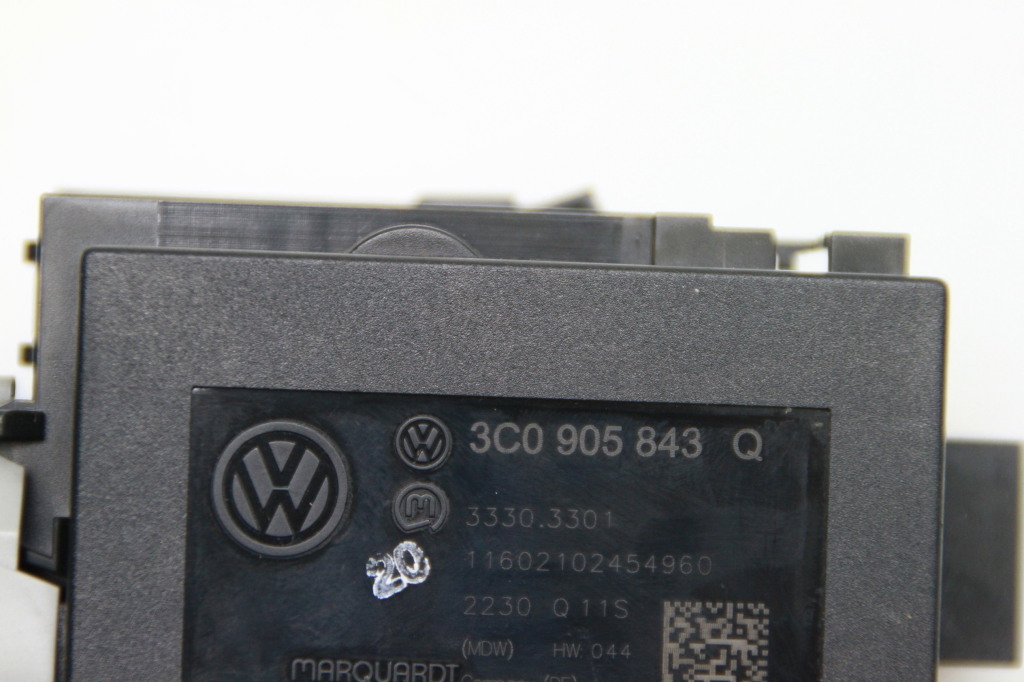 3C0 905 843 Q
3330.3301
11602102454960
20
2230 Q 11S
(MDW) HW: 044
MARQUARDT